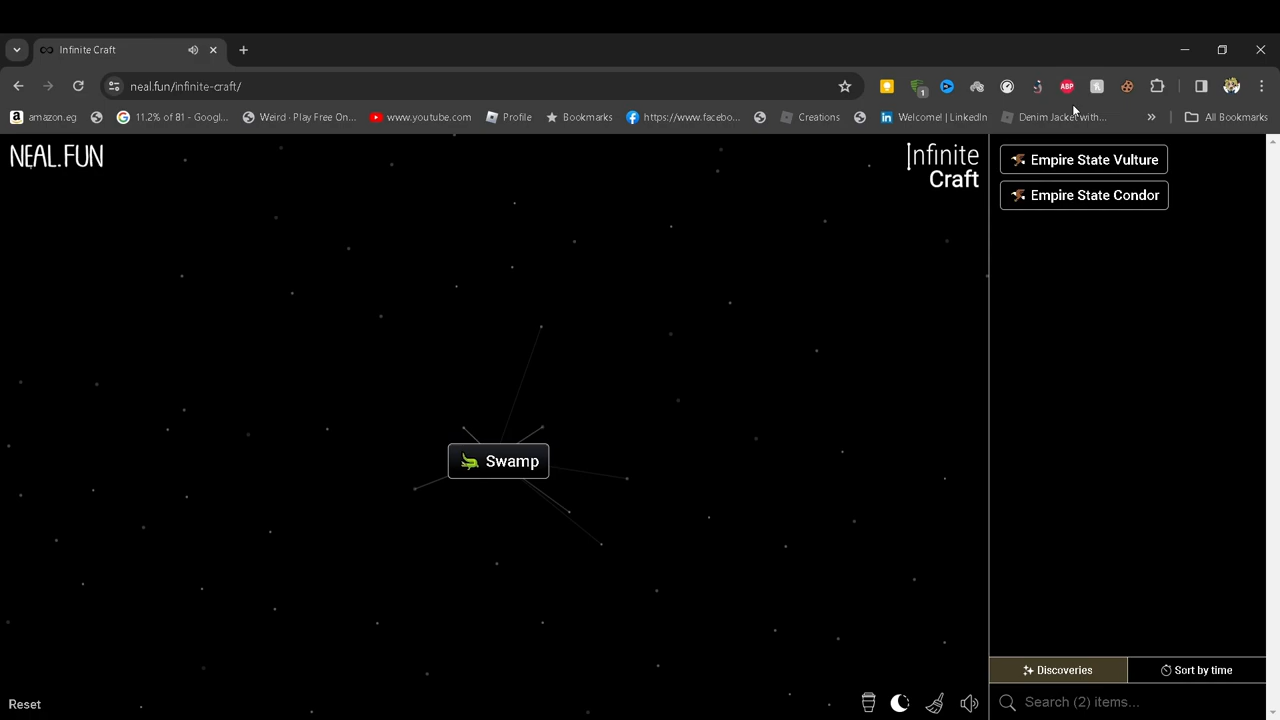 Infinite Craft
neal.fun/infinite-craft/
1
ABP
amazon.eg
11.2% of 81 - Googl...
Weird · Play Free On...
www.youtube.com
Profile
Bookmarks
https://www.facebo...
Creations
Welcome! | LinkedIn
Denim Jacket with...
»
All Bookmarks
NEAL.FUN
Infinite
Craft
Empire State Vulture
Empire State Condor
Swamp
Discoveries
Sort by time
Reset
Search (2) items...